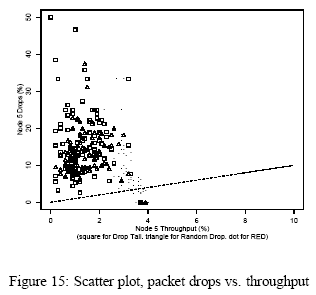 50
40
30
20
10
0
Node 5 Drops (%)
0 2 4 6 8 10
Node 5 Throughput (%)
(square for Drop Tail. triangle for Random Drop. dot for RED)
Figure 15: Scatter plot, packet drops vs. throughput